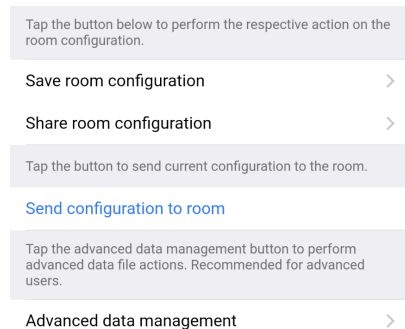 Tap the button below to perform the respective action on the
room configuration.
Save room configuration
Share room configuration
Tap the button to send current configuration to the room.
Send configuration to room
Tap the advanced data management button to perform
advanced data file actions. Recommended for advanced
users.
Advanced data management